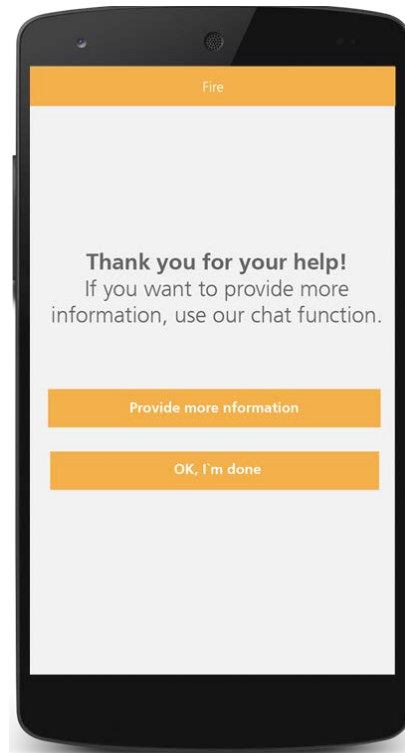 Fire
Thank you for your help!
If you want to provide more
information, use our chat function.
Provide more nformation
OK, I`m done